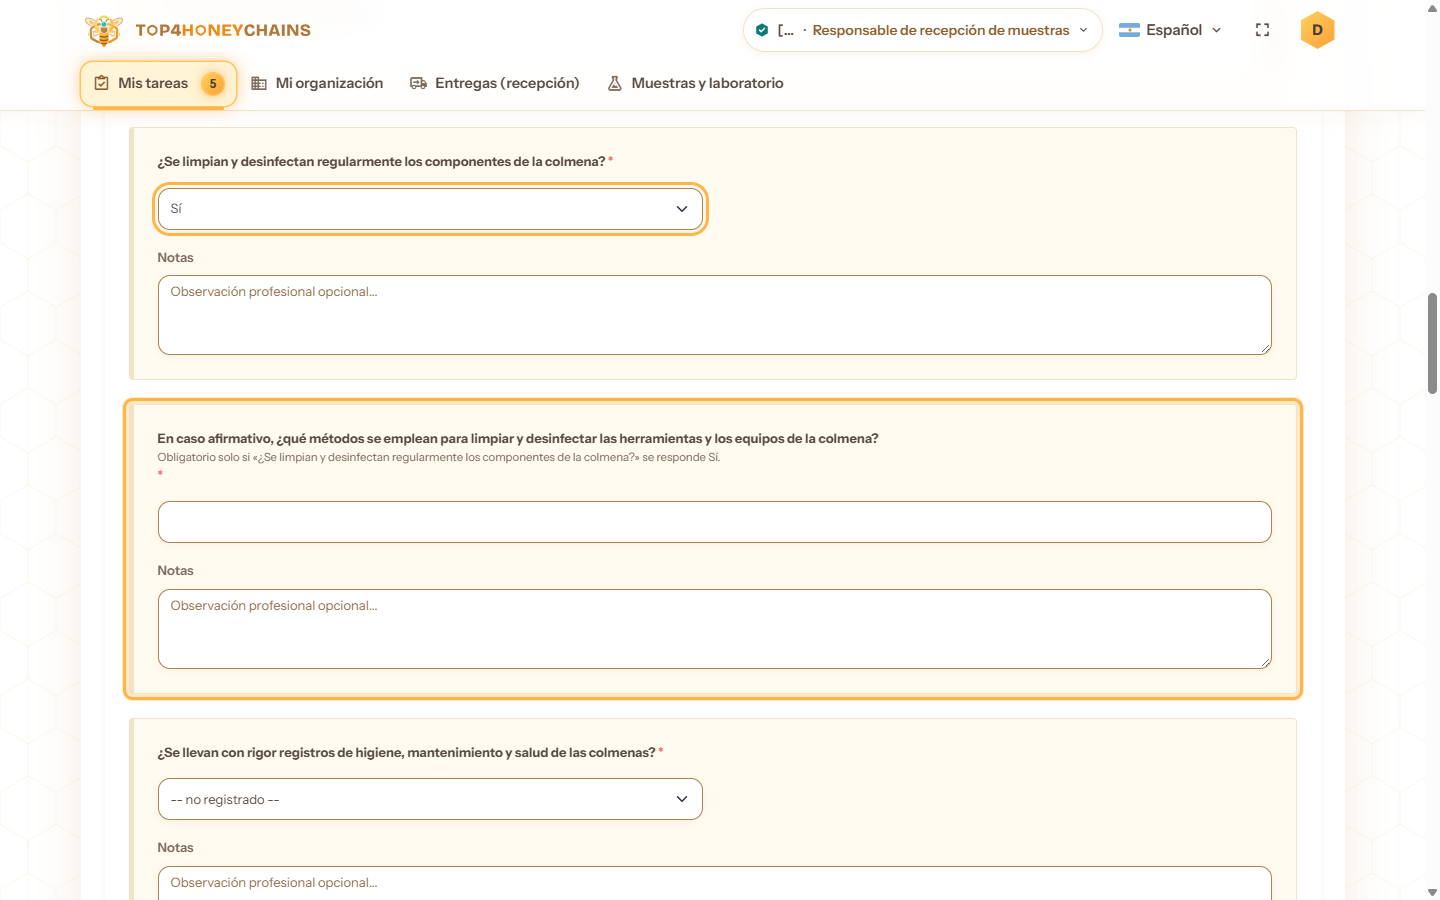 TOP4HONEYCHAINS
[... · Responsable de recepción de muestras
Español
D
Mis tareas 5
Mi organización
Entregas (recepción)
Muestras y laboratorio
¿Se limpian y desinfectan regularmente los componentes de la colmena? *
Sí
Notas
Observación profesional opcional...
En caso afirmativo, ¿qué métodos se emplean para limpiar y desinfectar las herramientas y los equipos de la colmena?
Obligatorio solo si «¿Se limpian y desinfectan regularmente los componentes de la colmena?» se responde Sí.
*
Notas
Observación profesional opcional...
¿Se llevan con rigor registros de higiene, mantenimiento y salud de las colmenas? *
-- no registrado --
Notas
Observación profesional opcional...